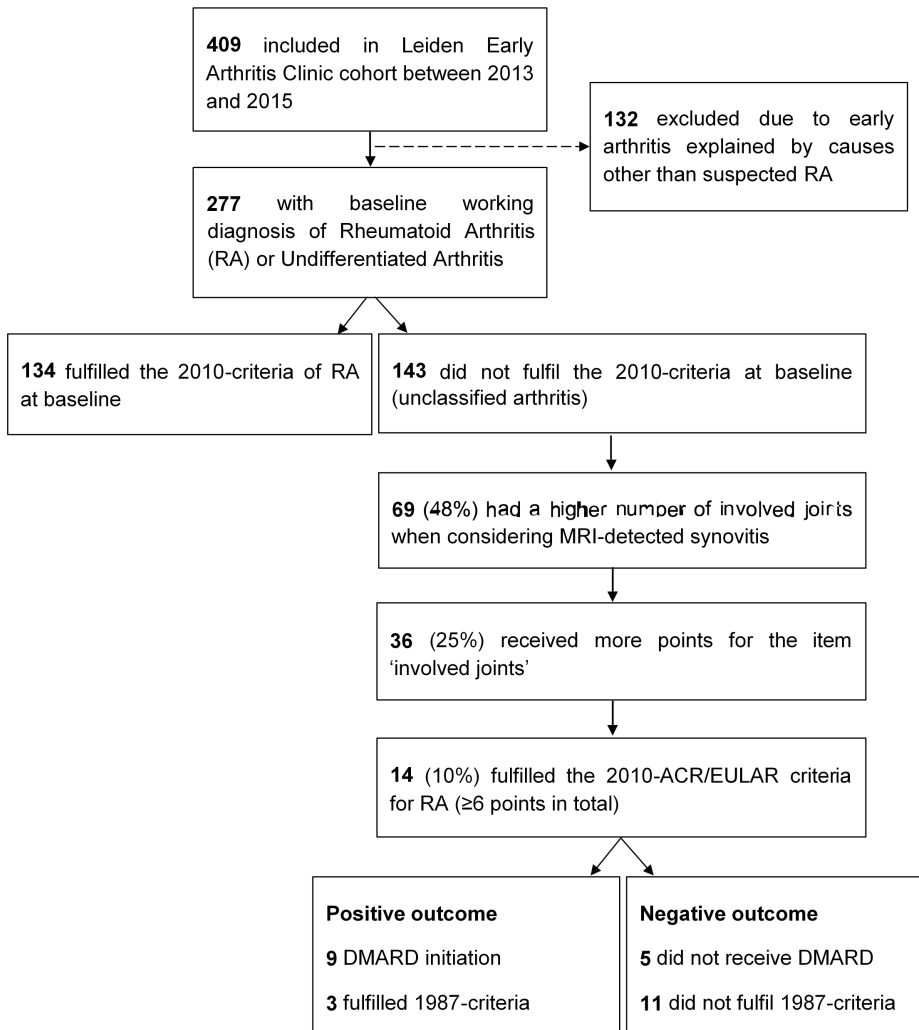 409 included in Leiden Early
Arthritis Clinic cohort between 2013
and 2015
132 excluded due to early
arthritis explained by causes
other than suspected RA
277 with baseline working
diagnosis of Rheumatoid Arthritis
(RA) or Undifferentiated Arthritis
134 fulfilled the 2010-criteria of RA
at baseline
143 did not fulfil the 2010-criteria at baseline
(unclassified arthritis)
69 (48%) had a higher number of involved joints
when considering MRI-detected synovitis
36 (25%) received more points for the item
‘involved joints’
14 (10%) fulfilled the 2010-ACR/EULAR criteria
for RA (≥6 points in total)
Positive outcome
9 DMARD initiation
3 fulfilled 1987-criteria
Negative outcome
5 did not receive DMARD
11 did not fulfil 1987-criteria